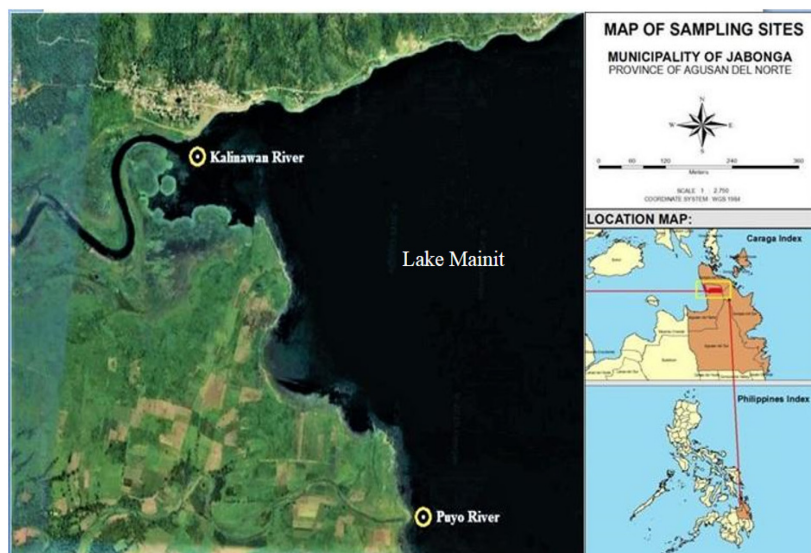 Kalinawan River
Lake Mainit
Puyo River
MAP OF SAMPLING SITES
MUNICIPALITY OF JABONGA
PROVINCE OF AGUSAN DEL NORTE
N
W E
S
0 60 120 240 360
Meters
SCALE 1 : 2,750
COORDINATE SYSTEM: WGS 1984
LOCATION MAP:
Caraga Index
Philippines Index